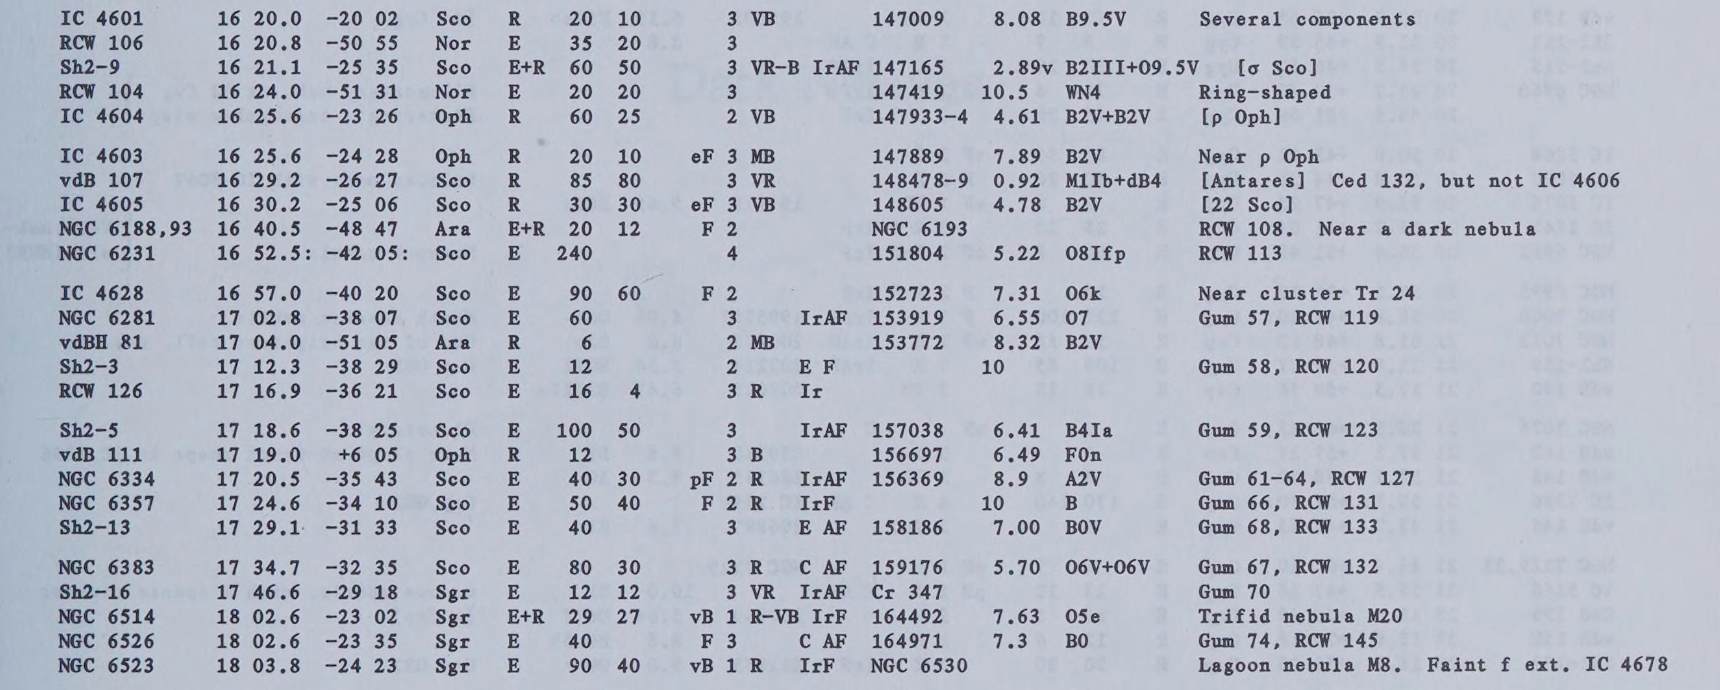 IC 4601 16 20.0 -20 02 Sco R 20 10 3 VB 147009 8.08 B9.5V Several components
RCW 106 16 20.8 -50 55 Nor E 35 20 3
Sh2-9 16 21.1 -25 35 Sco E+R 60 50 3 VR-B IrAF 147165 2.89v B2III+O9.5V [σ Sco]
RCW 104 16 24.0 -51 31 Nor E 20 20 3 147419 10.5 WN4 Ring-shaped
IC 4604 16 25.6 -23 26 Oph R 60 25 2 VB 147933-4 4.61 B2V+B2V [ρ Oph]
IC 4603 16 25.6 -24 28 Oph R 20 10 eF 3 MB 147889 7.89 B2V Near ρ Oph
vdB 107 16 29.2 -26 27 Sco R 85 80 3 VR 148478-9 0.92 M1Ib+dB4 [Antares] Ced 132, but not IC 4606
IC 4605 16 30.2 -25 06 Sco R 30 30 eF 3 VB 148605 4.78 B2V [22 Sco]
NGC 6188,93 16 40.5 -48 47 Ara E+R 20 12 F 2 NGC 6193 RCW 108. Near a dark nebula
NGC 6231 16 52.5: -42 05: Sco E 240 4 151804 5.22 O8Ifp RCW 113
IC 4628 16 57.0 -40 20 Sco E 90 60 F 2 152723 7.31 O6k Near cluster Tr 24
NGC 6281 17 02.8 -38 07 Sco E 60 3 IrAF 153919 6.55 O7 Gum 57, RCW 119
vdBH 81 17 04.0 -51 05 Ara R 6 2 MB 153772 8.32 B2V
Sh2-3 17 12.3 -38 29 Sco E 12 2 E F 10 Gum 58, RCW 120
RCW 126 17 16.9 -36 21 Sco E 16 4 3 R Ir
Sh2-5 17 18.6 -38 25 Sco E 100 50 3 IrAF 157038 6.41 B4Ia Gum 59, RCW 123
vdB 111 17 19.0 +6 05 Oph R 12 3 B 156697 6.49 F0n
NGC 6334 17 20.5 -35 43 Sco E 40 30 pF 2 R IrAF 156369 8.9 A2V Gum 61-64, RCW 127
NGC 6357 17 24.6 -34 10 Sco E 50 40 F 2 R IrF 10 B Gum 66, RCW 131
Sh2-13 17 29.1 -31 33 Sco E 40 3 E AF 158186 7.00 B0V Gum 68, RCW 133
NGC 6383 17 34.7 -32 35 Sco E 80 30 3 R C AF 159176 5.70 O6V+O6V Gum 67, RCW 132
Sh2-16 17 46.6 -29 18 Sgr E 12 12 3 VR IrAF Cr 347 Gum 70
NGC 6514 18 02.6 -23 02 Sgr E+R 29 27 vB 1 R-VB IrF 164492 7.63 O5e Trifid nebula M20
NGC 6526 18 02.6 -23 35 Sgr E 40 F 3 C AF 164971 7.3 B0 Gum 74, RCW 145
NGC 6523 18 03.8 -24 23 Sgr E 90 40 vB 1 R IrF NGC 6530 Lagoon nebula M8. Faint f ext. IC 4678